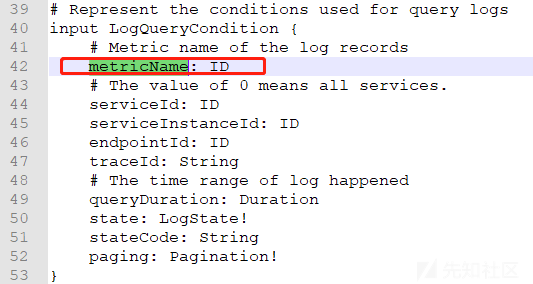 39 # Represent the conditions used for query logs
40 input LogQueryCondition {
41 # Metric name of the log records
42 metricName: ID
43 # The value of 0 means all services.
44 serviceId: ID
45 serviceInstanceId: ID
46 endpointId: ID
47 traceId: String
48 # The time range of log happened
49 queryDuration: Duration
50 state: LogState!
51 stateCode: String
52 paging: Pagination!
53 }
先知社区